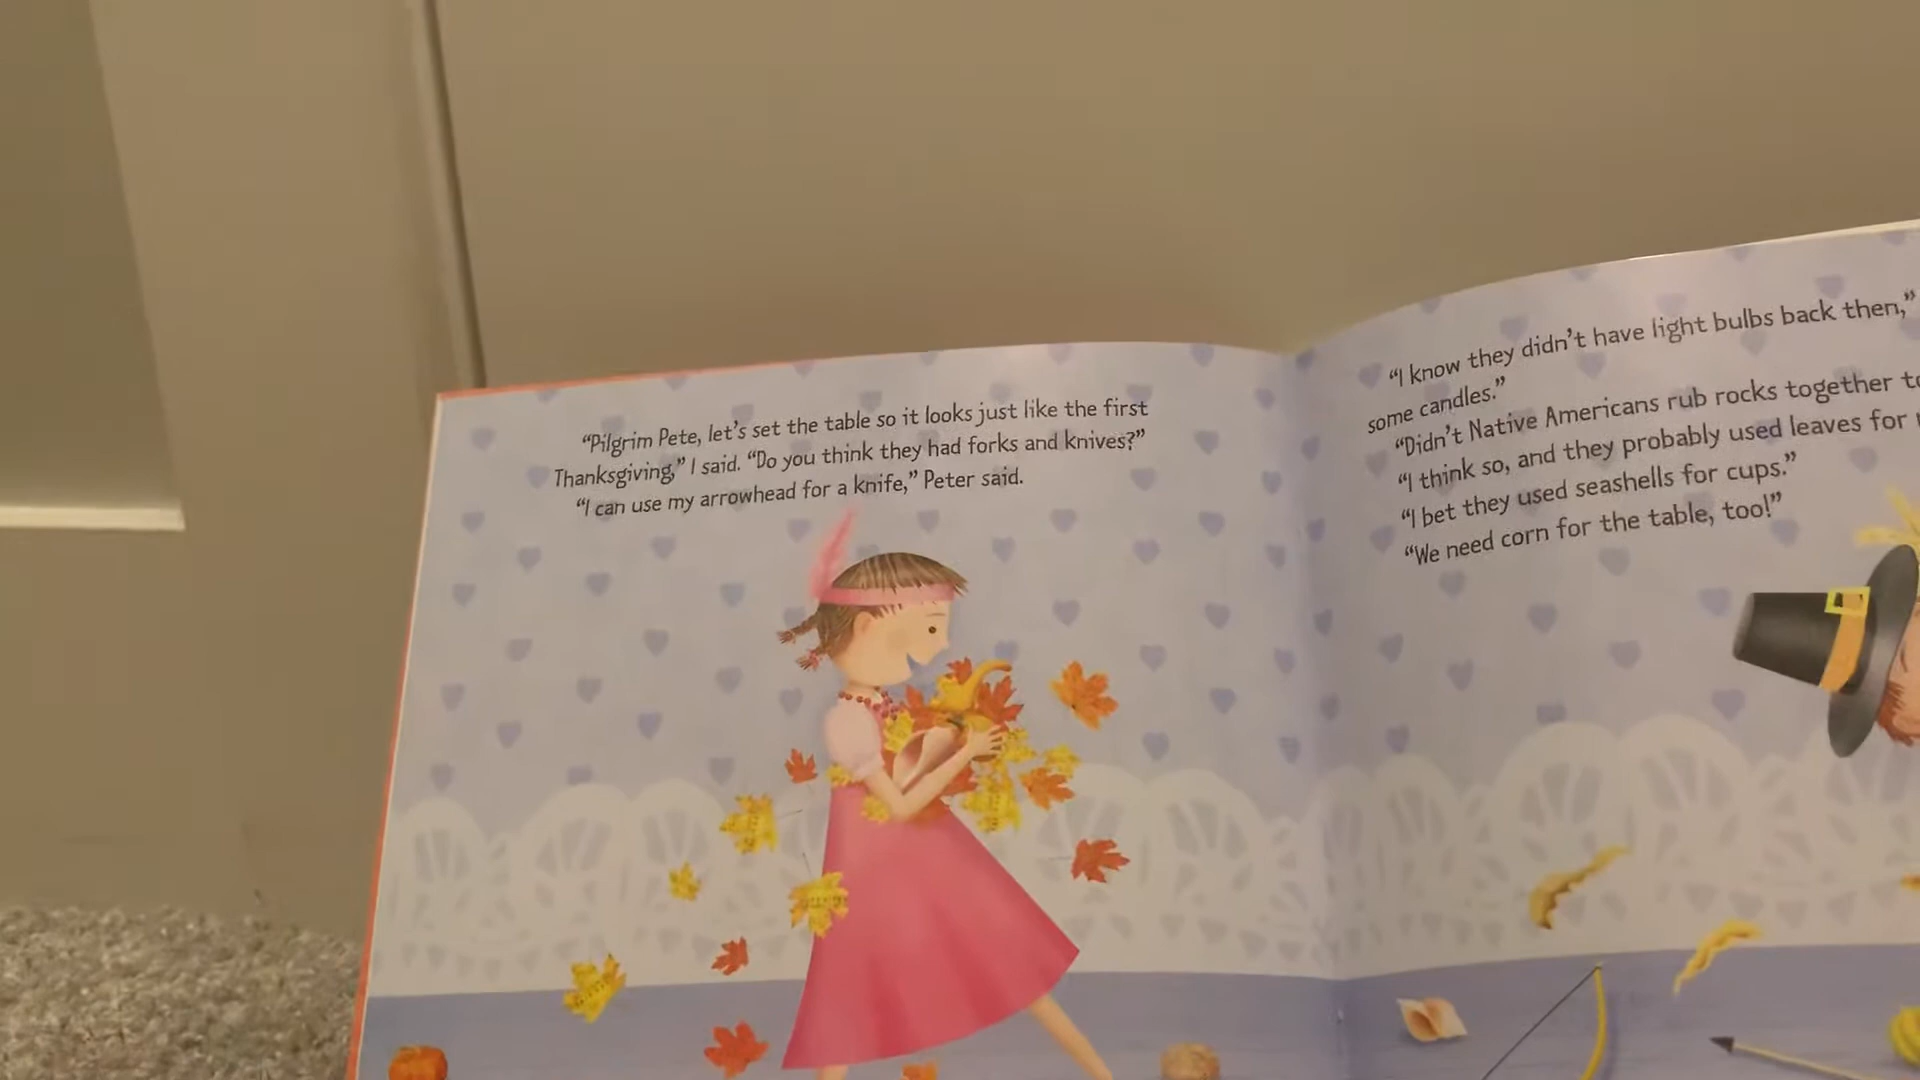 “Pilgrim Pete, let’s set the table so it looks just like the first
Thanksgiving,” I said. “Do you think they had forks and knives?”
“I can use my arrowhead for a knife,” Peter said.
“I know they didn’t have light bulbs back then,”
some candles.”
“Didn’t Native Americans rub rocks together
“I think so, and they probably used leaves for
“I bet they used seashells for cups.”
“We need corn for the table, too!”